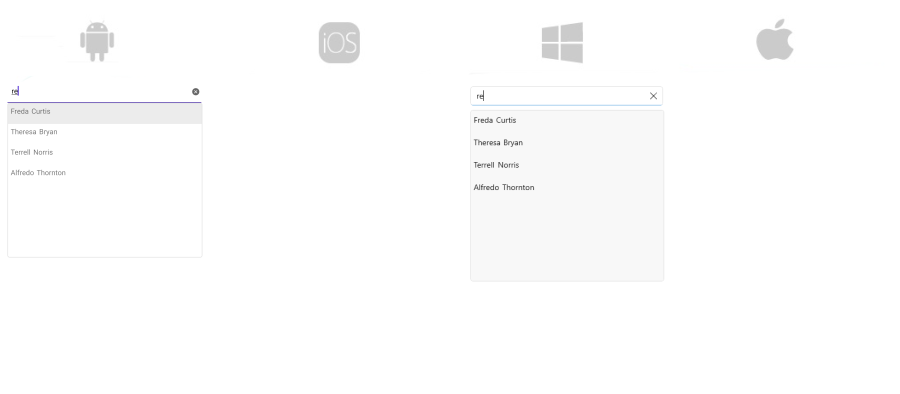 iOS
re
Freda Curtis
Theresa Bryan
Terrell Norris
Alfredo Thornton
re
Freda Curtis
Theresa Bryan
Terrell Norris
Alfredo Thornton